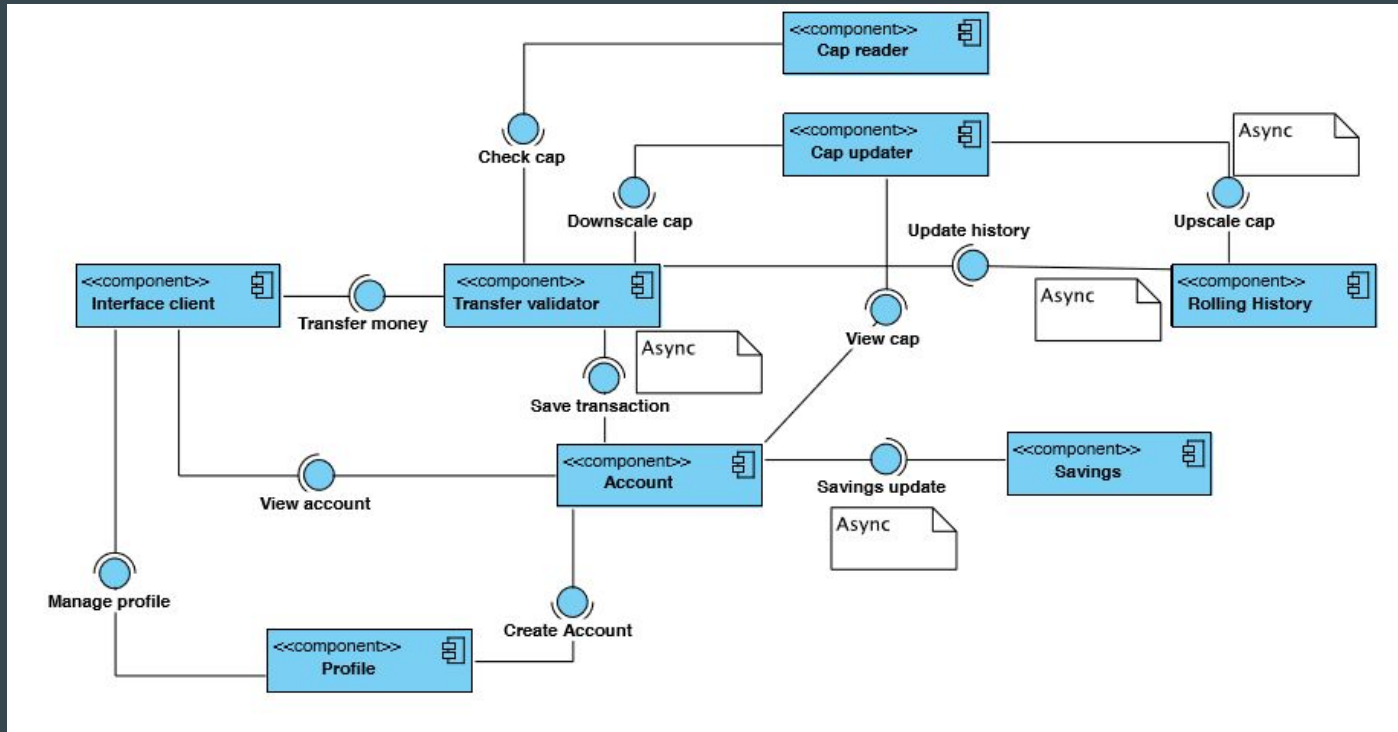 <<component>>
Cap reader
<<component>>
Cap updater
Async
Check cap
Downscale cap
Upscale cap
Update history
<<component>>
Interface client
Transfer money
<<component>>
Transfer validator
Async
<<component>>
Rolling History
View cap
Async
Save transaction
<<component>>
Account
Savings update
<<component>>
Savings
View account
Async
Manage profile
Create Account
<<component>>
Profile